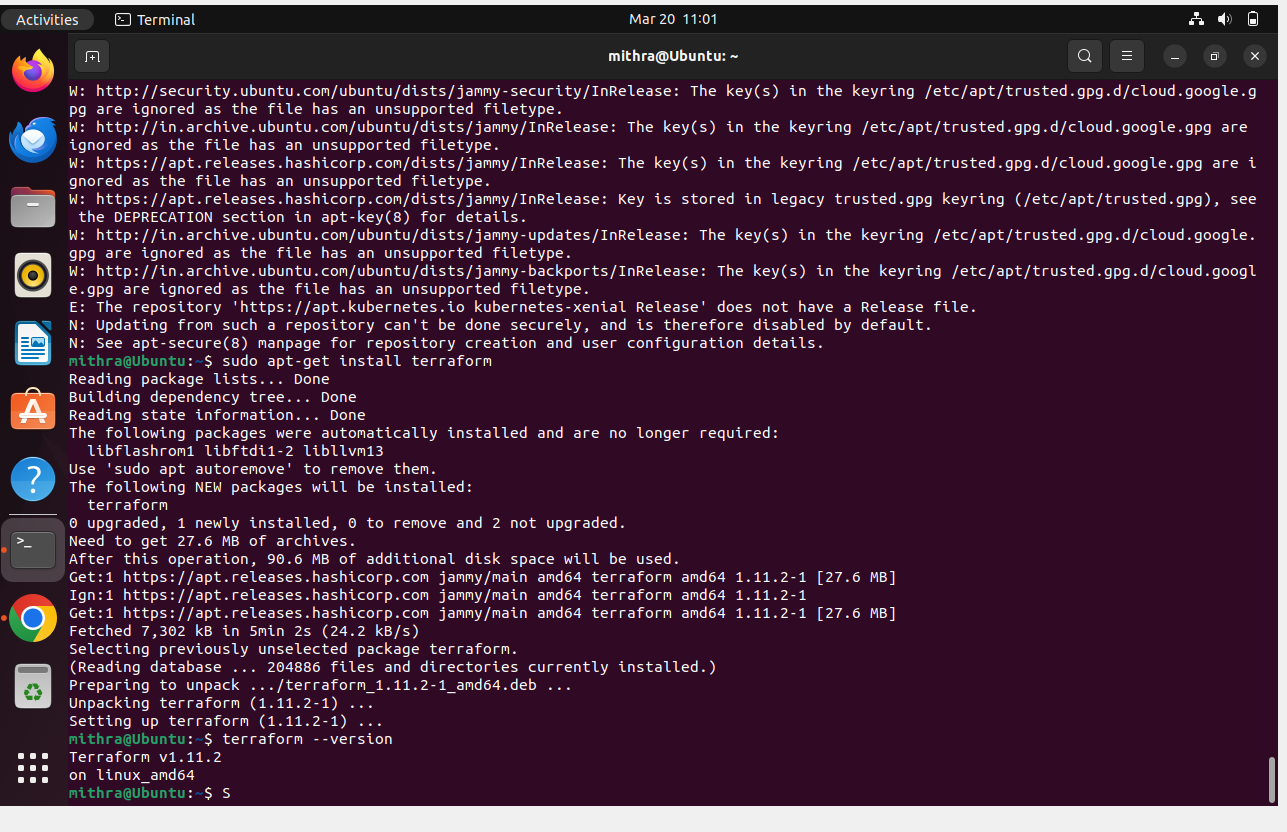 Activities
Terminal
Mar 20 11:01
mithra@Ubuntu: ~
W: http://security.ubuntu.com/ubuntu/dists/jammy-security/InRelease: The key(s) in the keyring /etc/apt/trusted.gpg.d/cloud.google.g
pg are ignored as the file has an unsupported filetype.
W: http://in.archive.ubuntu.com/ubuntu/dists/jammy/InRelease: The key(s) in the keyring /etc/apt/trusted.gpg.d/cloud.google.gpg are
ignored as the file has an unsupported filetype.
W: https://apt.releases.hashicorp.com/dists/jammy/InRelease: The key(s) in the keyring /etc/apt/trusted.gpg.d/cloud.google.gpg are i
gnored as the file has an unsupported filetype.
W: https://apt.releases.hashicorp.com/dists/jammy/InRelease: Key is stored in legacy trusted.gpg keyring (/etc/apt/trusted.gpg), see
 the DEPRECATION section in apt-key(8) for details.
W: http://in.archive.ubuntu.com/ubuntu/dists/jammy-updates/InRelease: The key(s) in the keyring /etc/apt/trusted.gpg.d/cloud.google.
gpg are ignored as the file has an unsupported filetype.
W: http://in.archive.ubuntu.com/ubuntu/dists/jammy-backports/InRelease: The key(s) in the keyring /etc/apt/trusted.gpg.d/cloud.googl
e.gpg are ignored as the file has an unsupported filetype.
E: The repository 'https://apt.kubernetes.io kubernetes-xenial Release' does not have a Release file.
N: Updating from such a repository can't be done securely, and is therefore disabled by default.
N: See apt-secure(8) manpage for repository creation and user configuration details.
mithra@Ubuntu:~$ sudo apt-get install terraform
Reading package lists... Done
Building dependency tree... Done
Reading state information... Done
The following packages were automatically installed and are no longer required:
  libflashrom1 libftdi1-2 libllvm13
Use 'sudo apt autoremove' to remove them.
The following NEW packages will be installed:
  terraform
0 upgraded, 1 newly installed, 0 to remove and 2 not upgraded.
Need to get 27.6 MB of archives.
After this operation, 90.6 MB of additional disk space will be used.
Get:1 https://apt.releases.hashicorp.com jammy/main amd64 terraform amd64 1.11.2-1 [27.6 MB]
Ign:1 https://apt.releases.hashicorp.com jammy/main amd64 terraform amd64 1.11.2-1
Get:1 https://apt.releases.hashicorp.com jammy/main amd64 terraform amd64 1.11.2-1 [27.6 MB]
Fetched 7,302 kB in 5min 2s (24.2 kB/s)
Selecting previously unselected package terraform.
(Reading database ... 204886 files and directories currently installed.)
Preparing to unpack .../terraform_1.11.2-1_amd64.deb ...
Unpacking terraform (1.11.2-1) ...
Setting up terraform (1.11.2-1) ...
mithra@Ubuntu:~$ terraform --version
Terraform v1.11.2
on linux_amd64
mithra@Ubuntu:~$ S